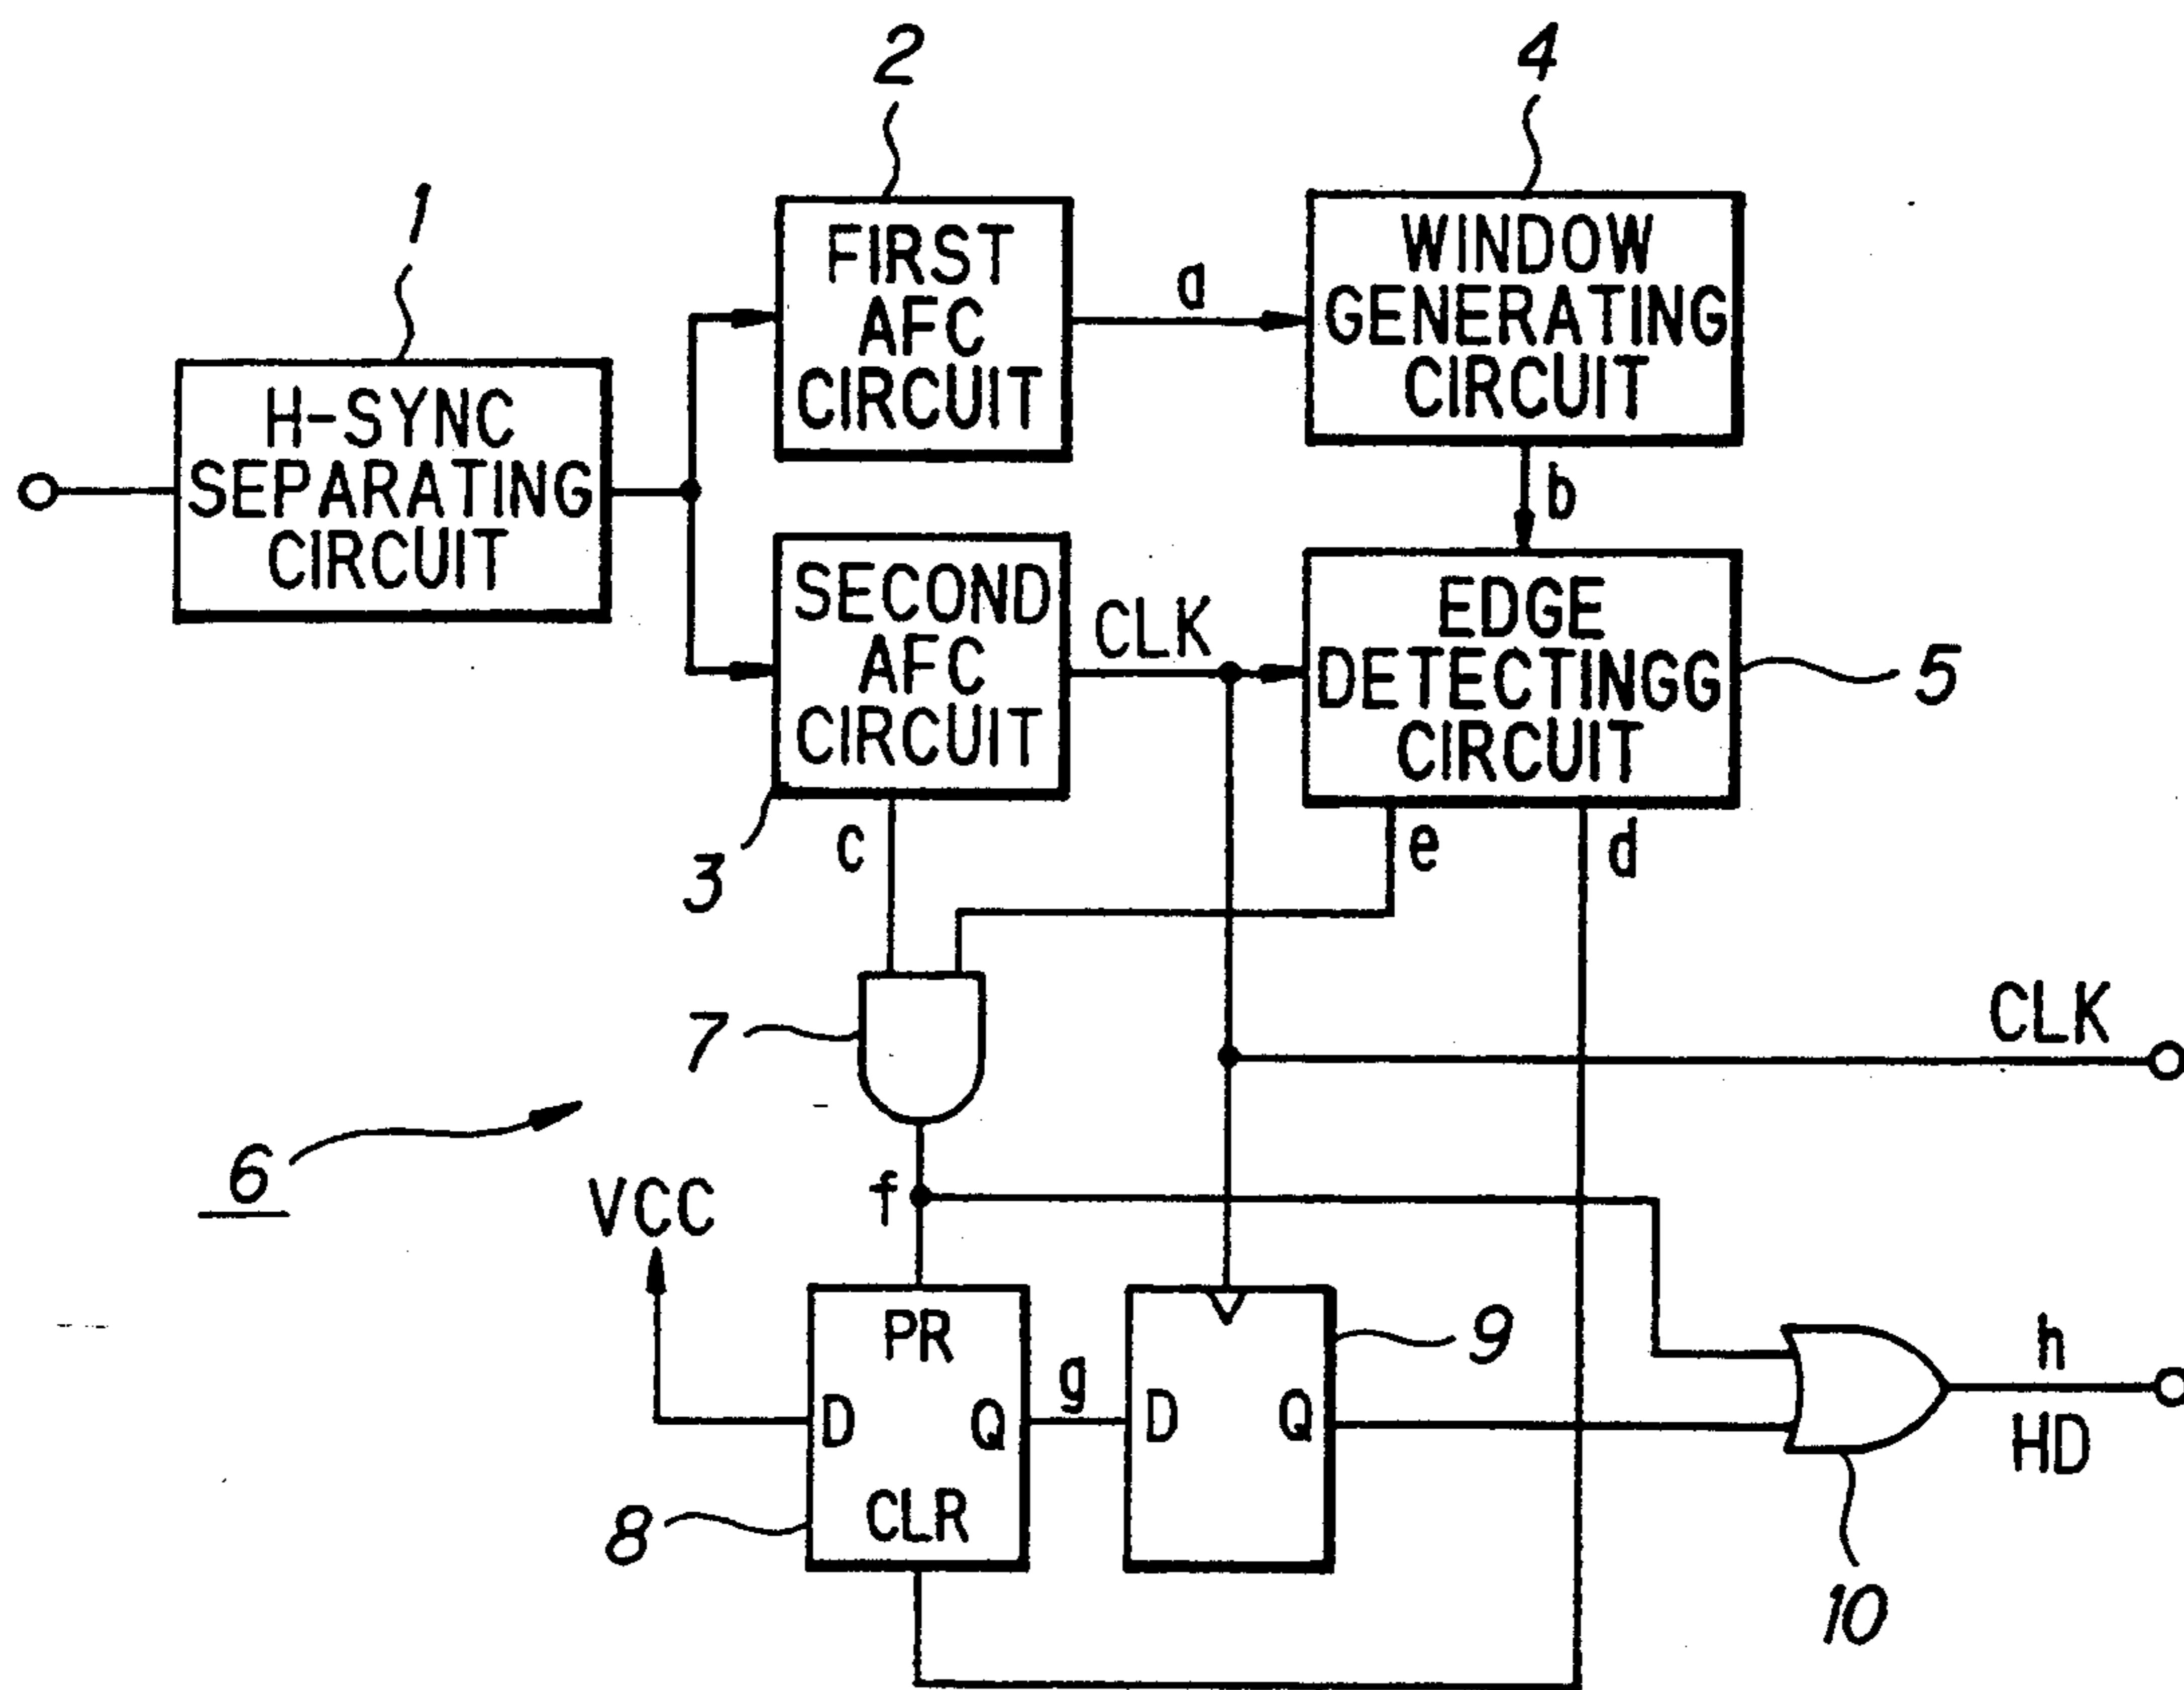 2
4
1
FIRST
AFC
CIRCUIT
a
WINDOW
GENERATING
CIRCUIT
H-SYNC
SEPARATING
CIRCUIT
b
SECOND
AFC
CIRCUIT
CLK
EDGE
DETECTINGG
CIRCUIT
5
3
c
e
d
7
CLK
6
VCC
f
PR
D
Q
CLR
8
g
D
Q
9
h
HD
10